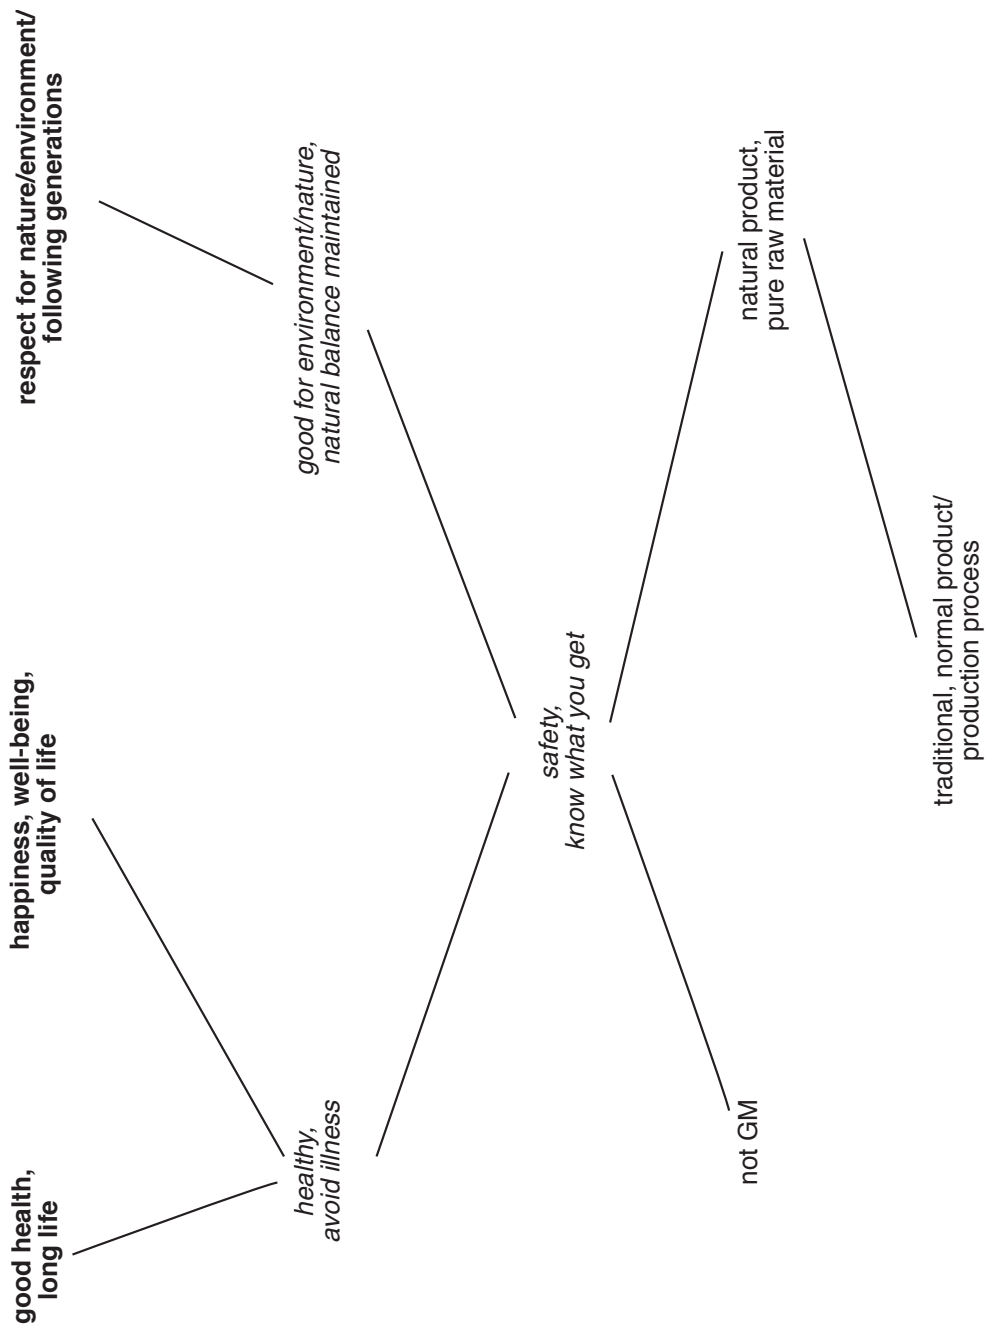 good health,
long life
happiness, well-being,
quality of life
respect for nature/environment/
following generations
healthy,
avoid illness
good for environment/nature,
natural balance maintained
safety,
know what you get
not GM
natural product,
pure raw material
traditional, normal product/
production process